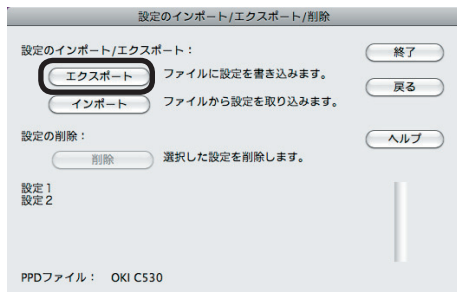 設定のインポート/エクスポート/削除
設定のインポート/エクスポート：
終了
エクスポート ファイルに設定を書き込みます。
戻る
インポート ファイルから設定を取り込みます。
設定の削除：
ヘルプ
削除 選択した設定を削除します。
設定1
設定2
PPDファイル： OKI C530